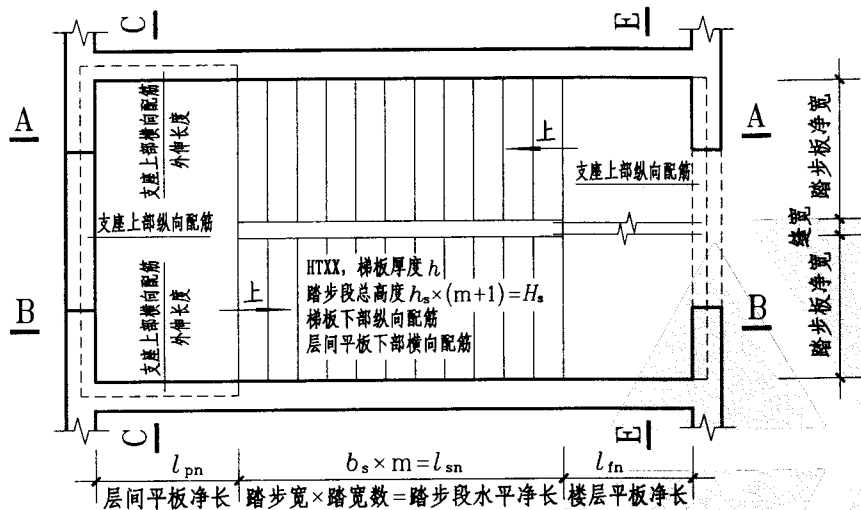 C
E
A
A
B
B
C
E
支座上部横向配筋
外伸长度
支座上部纵向配筋
支座上部横向配筋
外伸长度
上
支座上部纵向配筋
上
HTXX，梯板厚度h
踏步段总高度hₛ×(m+1)=Hₛ
梯板下部纵向配筋
层间平板下部横向配筋
踏步板净宽
缝宽
踏步板净宽
lpn
bₛ×m=lsn
lfn
层间平板净长
踏步宽×踏宽数=踏步段水平净长
楼层平板净长